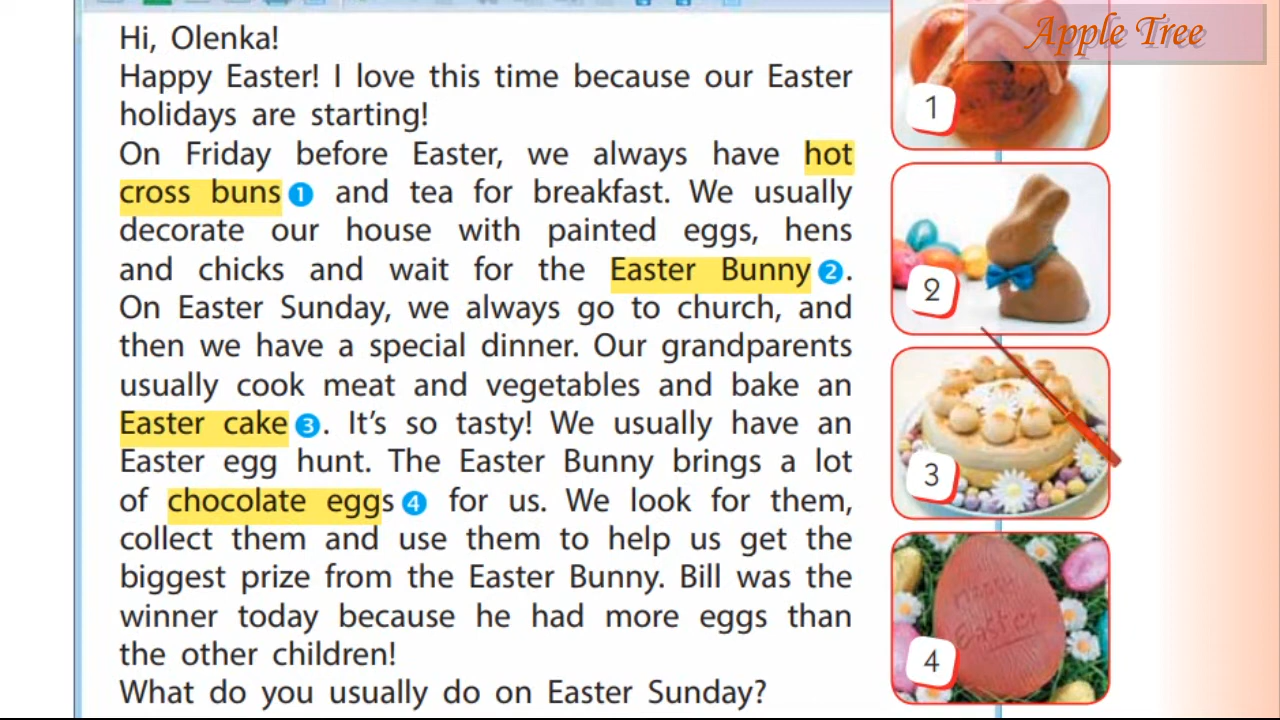 Apple Tree
Hi, Olenka!
Happy Easter! I love this time because our Easter
holidays are starting!
On Friday before Easter, we always have hot
cross buns 1 and tea for breakfast. We usually
decorate our house with painted eggs, hens
and chicks and wait for the Easter Bunny 2.
On Easter Sunday, we always go to church, and
then we have a special dinner. Our grandparents
usually cook meat and vegetables and bake an
Easter cake 3. It's so tasty! We usually have an
Easter egg hunt. The Easter Bunny brings a lot
of chocolate eggs 4 for us. We look for them,
collect them and use them to help us get the
biggest prize from the Easter Bunny. Bill was the
winner today because he had more eggs than
the other children!
What do you usually do on Easter Sunday?
1
2
3
Happy
Easter
4